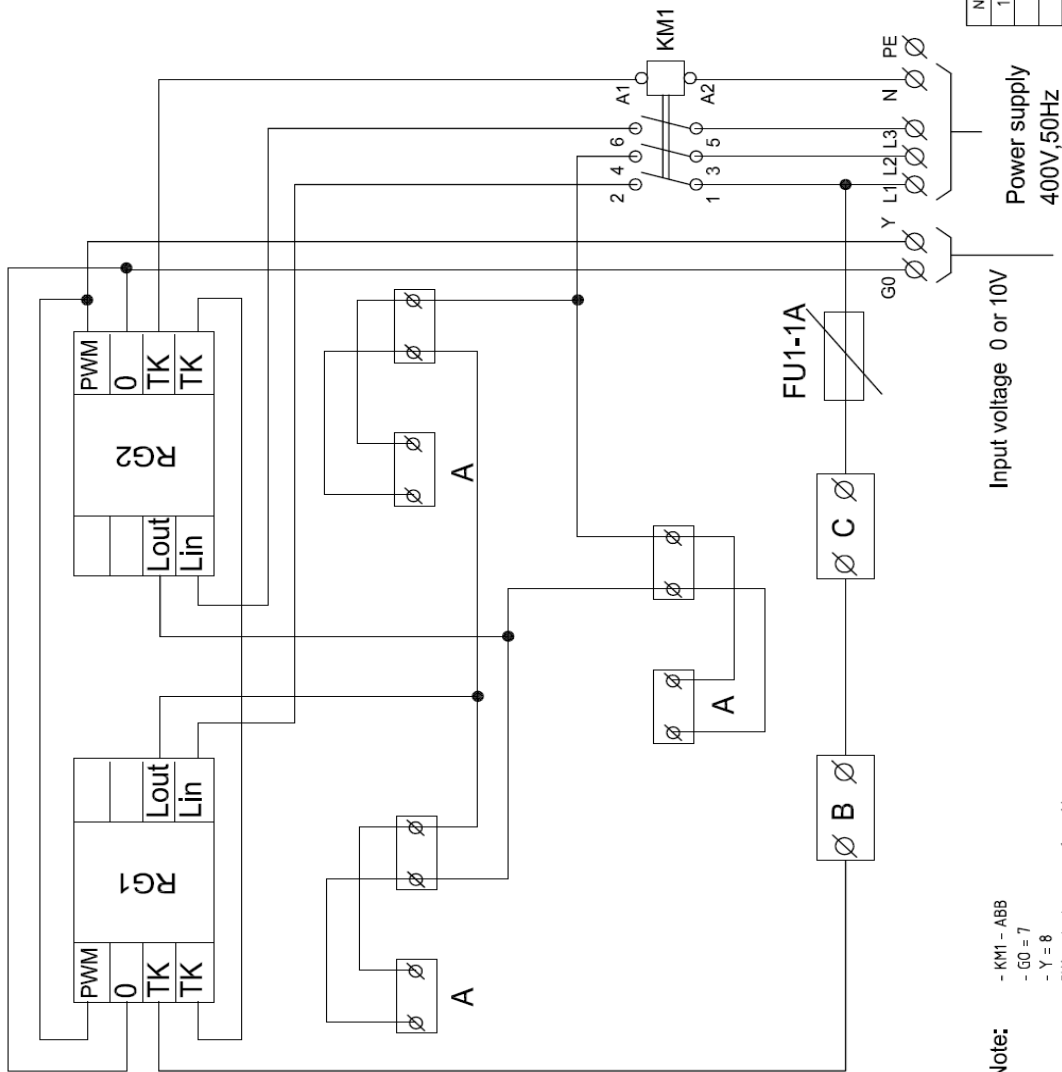 KM1
PE
N
1
A1
A2
N
6
5
L3
4
3
L2
2
1
L1
Y
G0
Power supply
400V,50Hz
Input voltage 0 or 10V
PWM
0
TK
TK
RG2
Lout
Lin
A
FU1-1A
C
Lout
Lin
RG1
PWM
0
TK
TK
A
A
B
Note:
- KM1 - ABB
- G0 = 7
- Y = 8
N